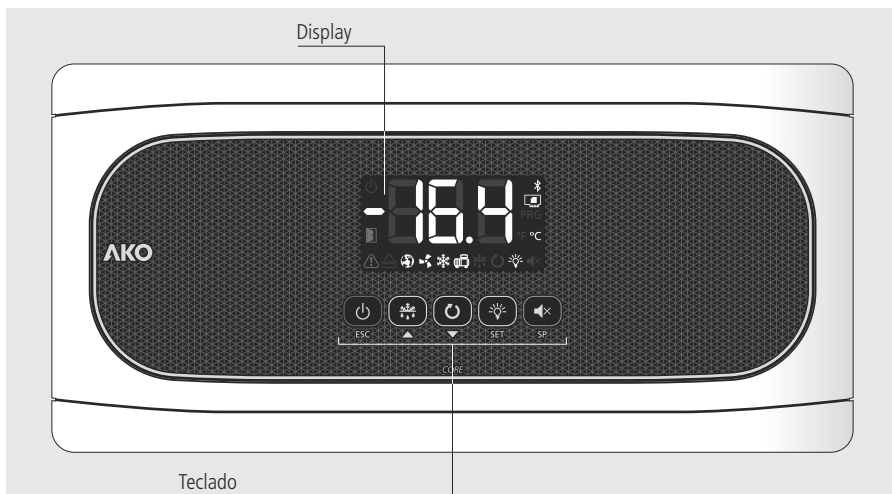 Display
-16.4
PRG
°F °C
AKO
ESC
SET
SP
CORE
Teclado